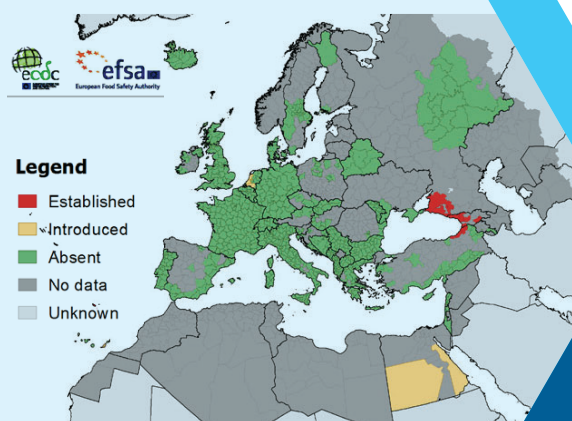 ecdc
efsa
European Food Safety Authority
Legend
Established
Introduced
Absent
No data
Unknown